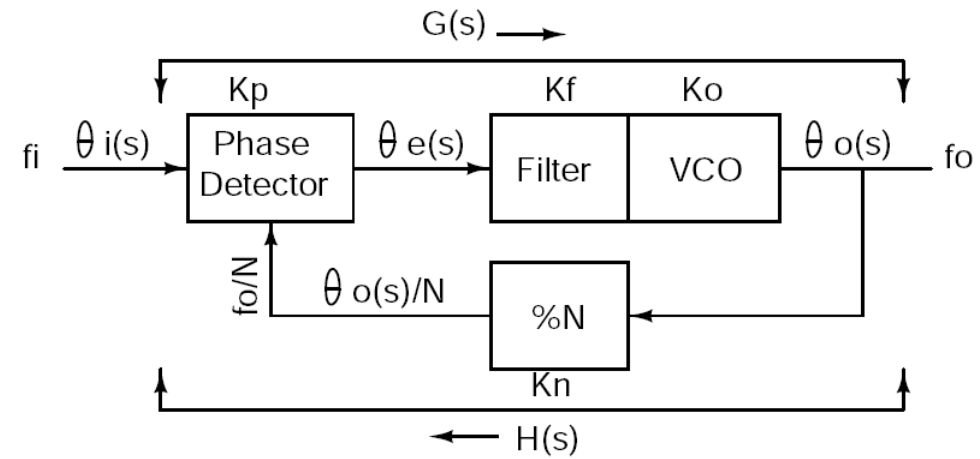 G(s)
Kp
Kf
Ko
fi
θ i(s)
Phase
Detector
θ e(s)
Filter
VCO
θ o(s)
fo
fo/N
θ o(s)/N
%N
Kn
H(s)